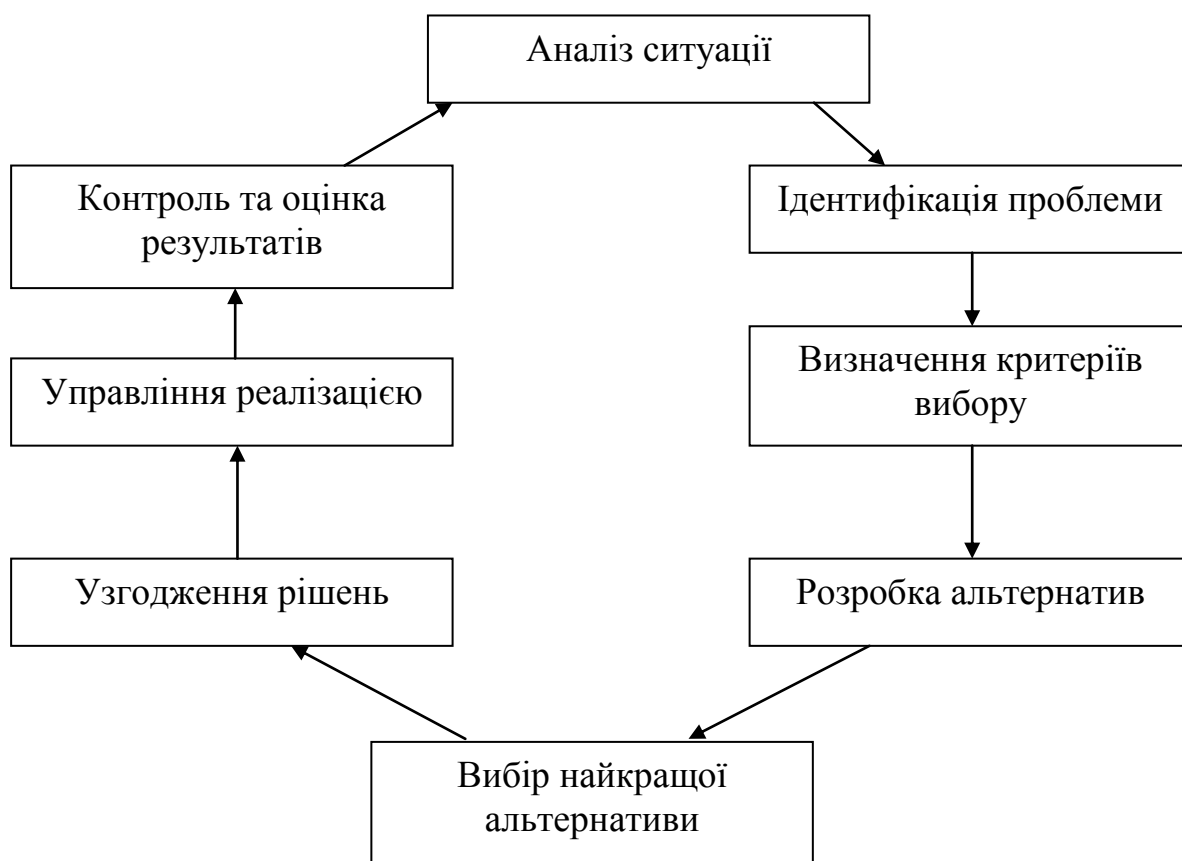 Аналіз ситуації
Контроль та оцінка
результатів
Ідентифікація проблеми
Управління реалізацією
Визначення критеріїв
вибору
Узгодження рішень
Розробка альтернатив
Вибір найкращої
альтернативи